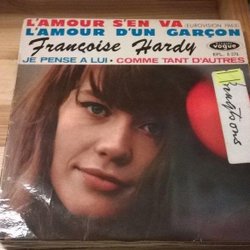 L'AMOUR S'EN VA (EUROVISION 1963)
L'AMOUR D'UN GARÇON
Françoise Hardy
vogue
JE PENSE A LUI • COMME TANT D'AUTRES